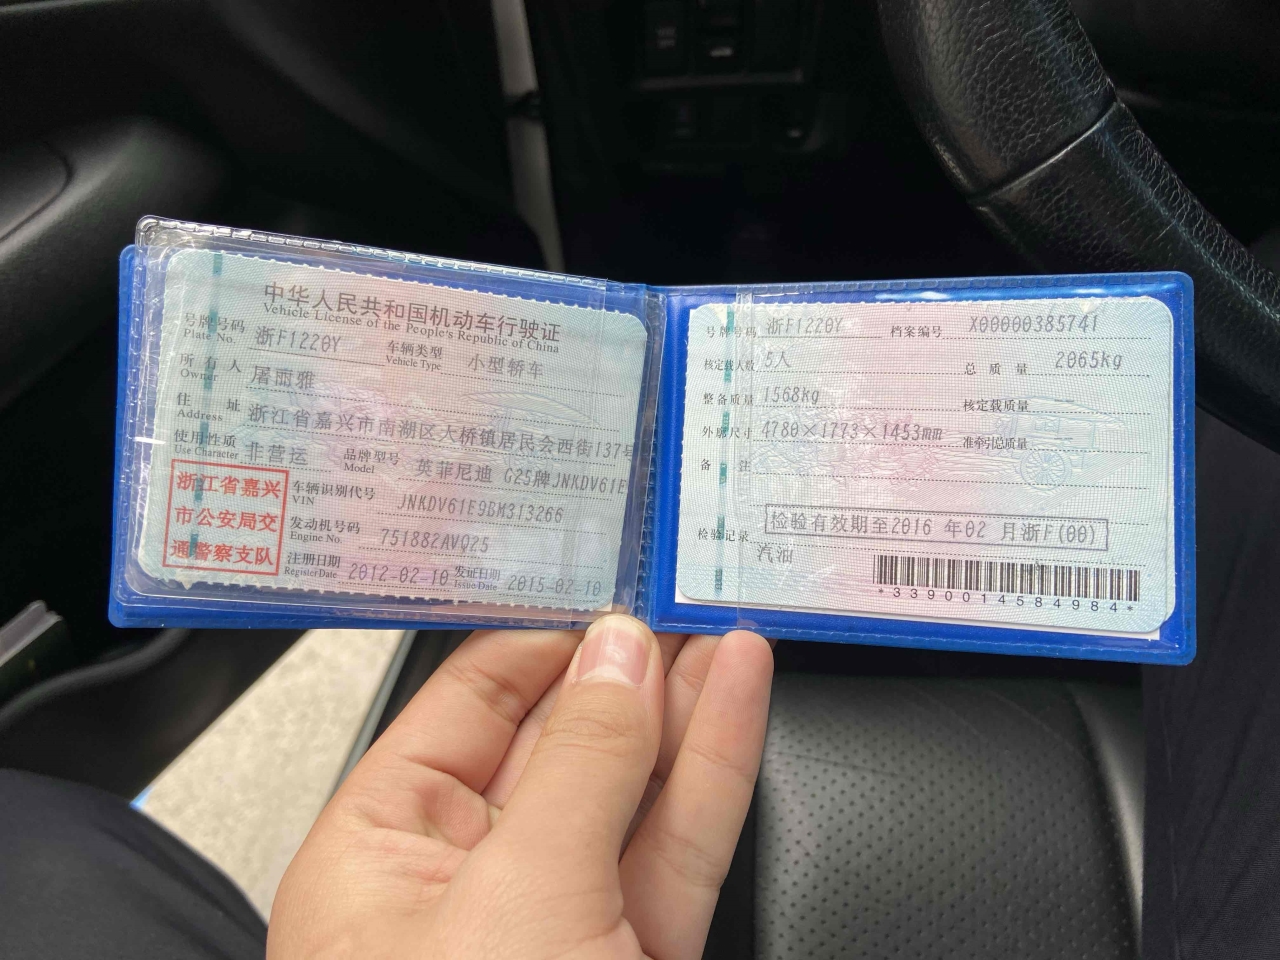 中华人民共和国机动车行驶证
Vehicle License of the People's Republic of China
号牌号码 浙F1220Y 车辆类型 小型轿车
Plate No. Vehicle Type
所有人 屠丽雅
Owner
住址 浙江省嘉兴市南湖区大桥镇居民会西街137号
Address
使用性质 非营运 品牌型号 英菲尼迪 G25牌JNKDV61E
Use Character Model
浙江省嘉兴
市公安局交
通警察支队
车辆识别代号 JNKDV61E9BM313266
VIN
发动机号码 751882AVQ25
Engine No.
注册日期 2012-02-10 发证日期 2015-02-10
Register Date Issue Date
号牌号码 浙F1220Y 档案编号 X00000385741
核定载人数 5人 总质量 2065kg
整备质量 1568kg 核定载质量
外廓尺寸 4780×1773×1453mm 准牵引总质量
备注
检验有效期至2016 年02 月浙F(00)
检验记录
汽油
*3390014584984*